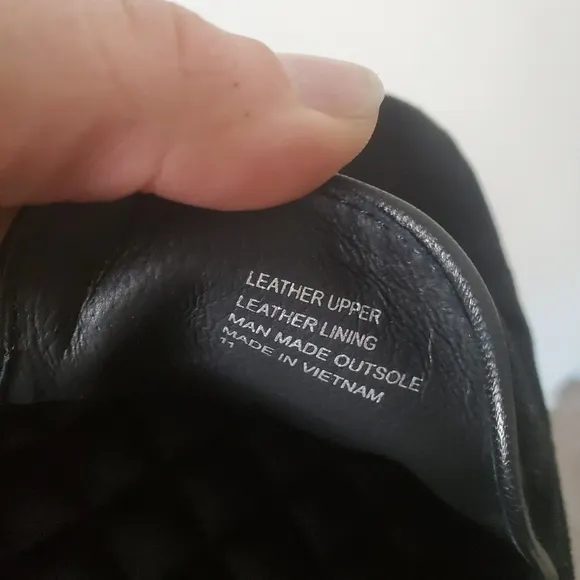 LEATHER UPPER
LEATHER LINING
MAN MADE OUTSOLE
MADE IN VIETNAM
11